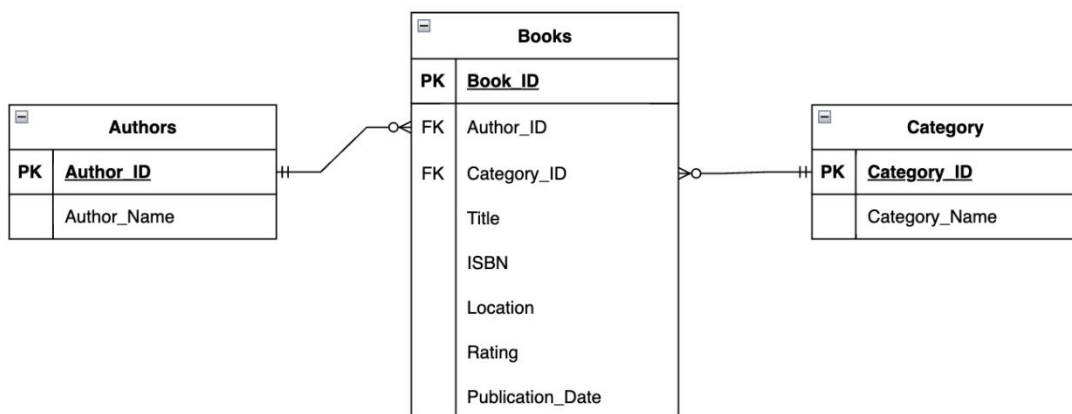 Authors
PK Author_ID
Author_Name
Books
PK Book_ID
FK Author_ID
FK Category_ID
Title
ISBN
Location
Rating
Publication_Date
Category
PK Category_ID
Category_Name